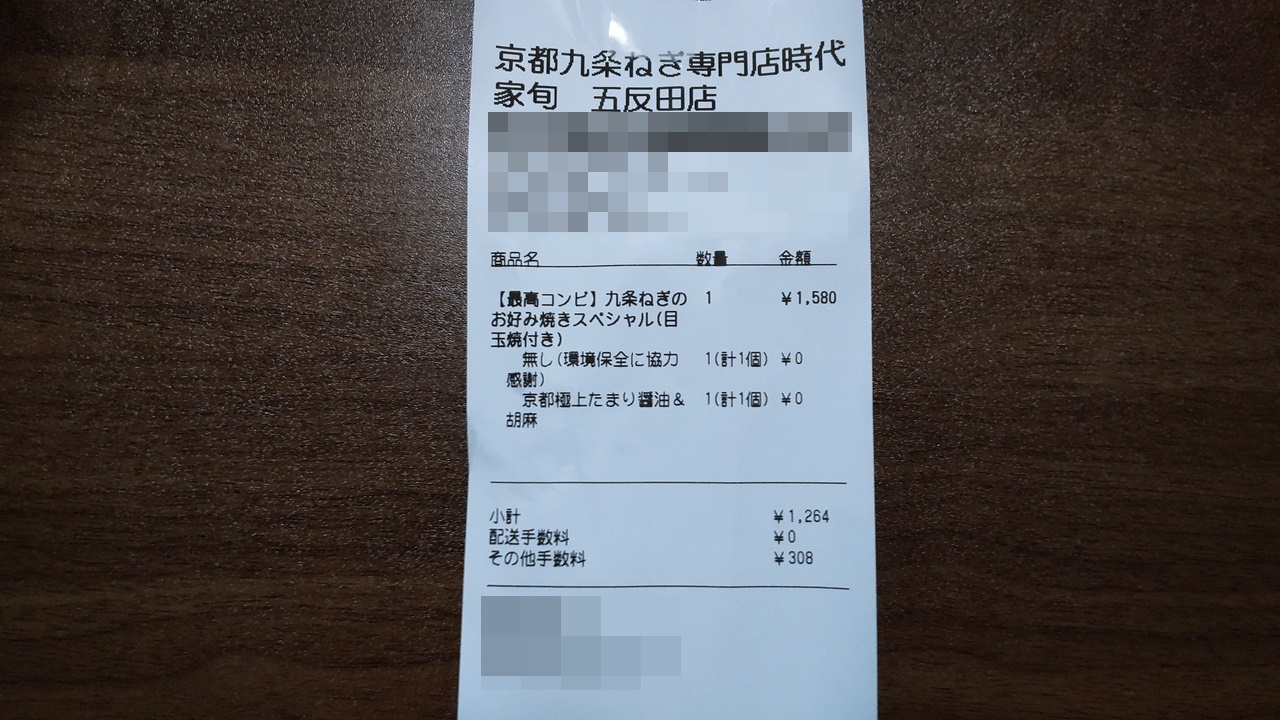 京都九条ねぎ専門店時代
家旬 五反田店
商品名 数量 金額
【最高コンビ】九条ねぎの 1 ¥1,580
お好み焼きスペシャル(目
玉焼付き)
無し(環境保全に協力 1(計1個) ¥0
感謝)
京都極上たまり醤油& 1(計1個) ¥0
胡麻
小計 ¥1,264
配送手数料 ¥0
その他手数料 ¥308